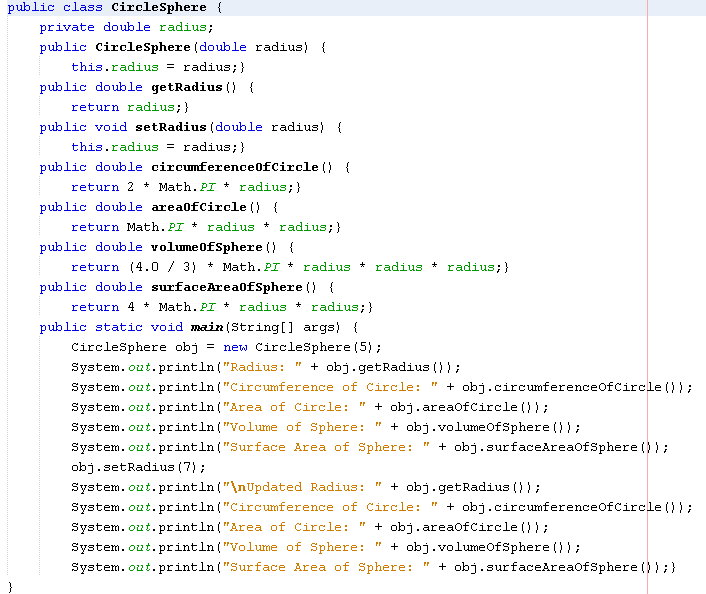 public class CircleSphere {
    private double radius;
    public CircleSphere(double radius) {
        this.radius = radius;}
    public double getRadius() {
        return radius;}
    public void setRadius(double radius) {
        this.radius = radius;}
    public double circumferenceOfCircle() {
        return 2 * Math.PI * radius;}
    public double areaOfCircle() {
        return Math.PI * radius * radius;}
    public double volumeOfSphere() {
        return (4.0 / 3) * Math.PI * radius * radius * radius;}
    public double surfaceAreaOfSphere() {
        return 4 * Math.PI * radius * radius;}
    public static void main(String[] args) {
        CircleSphere obj = new CircleSphere(5);
        System.out.println("Radius: " + obj.getRadius());
        System.out.println("Circumference of Circle: " + obj.circumferenceOfCircle());
        System.out.println("Area of Circle: " + obj.areaOfCircle());
        System.out.println("Volume of Sphere: " + obj.volumeOfSphere());
        System.out.println("Surface Area of Sphere: " + obj.surfaceAreaOfSphere());
        obj.setRadius(7);
        System.out.println("\nUpdated Radius: " + obj.getRadius());
        System.out.println("Circumference of Circle: " + obj.circumferenceOfCircle());
        System.out.println("Area of Circle: " + obj.areaOfCircle());
        System.out.println("Volume of Sphere: " + obj.volumeOfSphere());
        System.out.println("Surface Area of Sphere: " + obj.surfaceAreaOfSphere());}
}